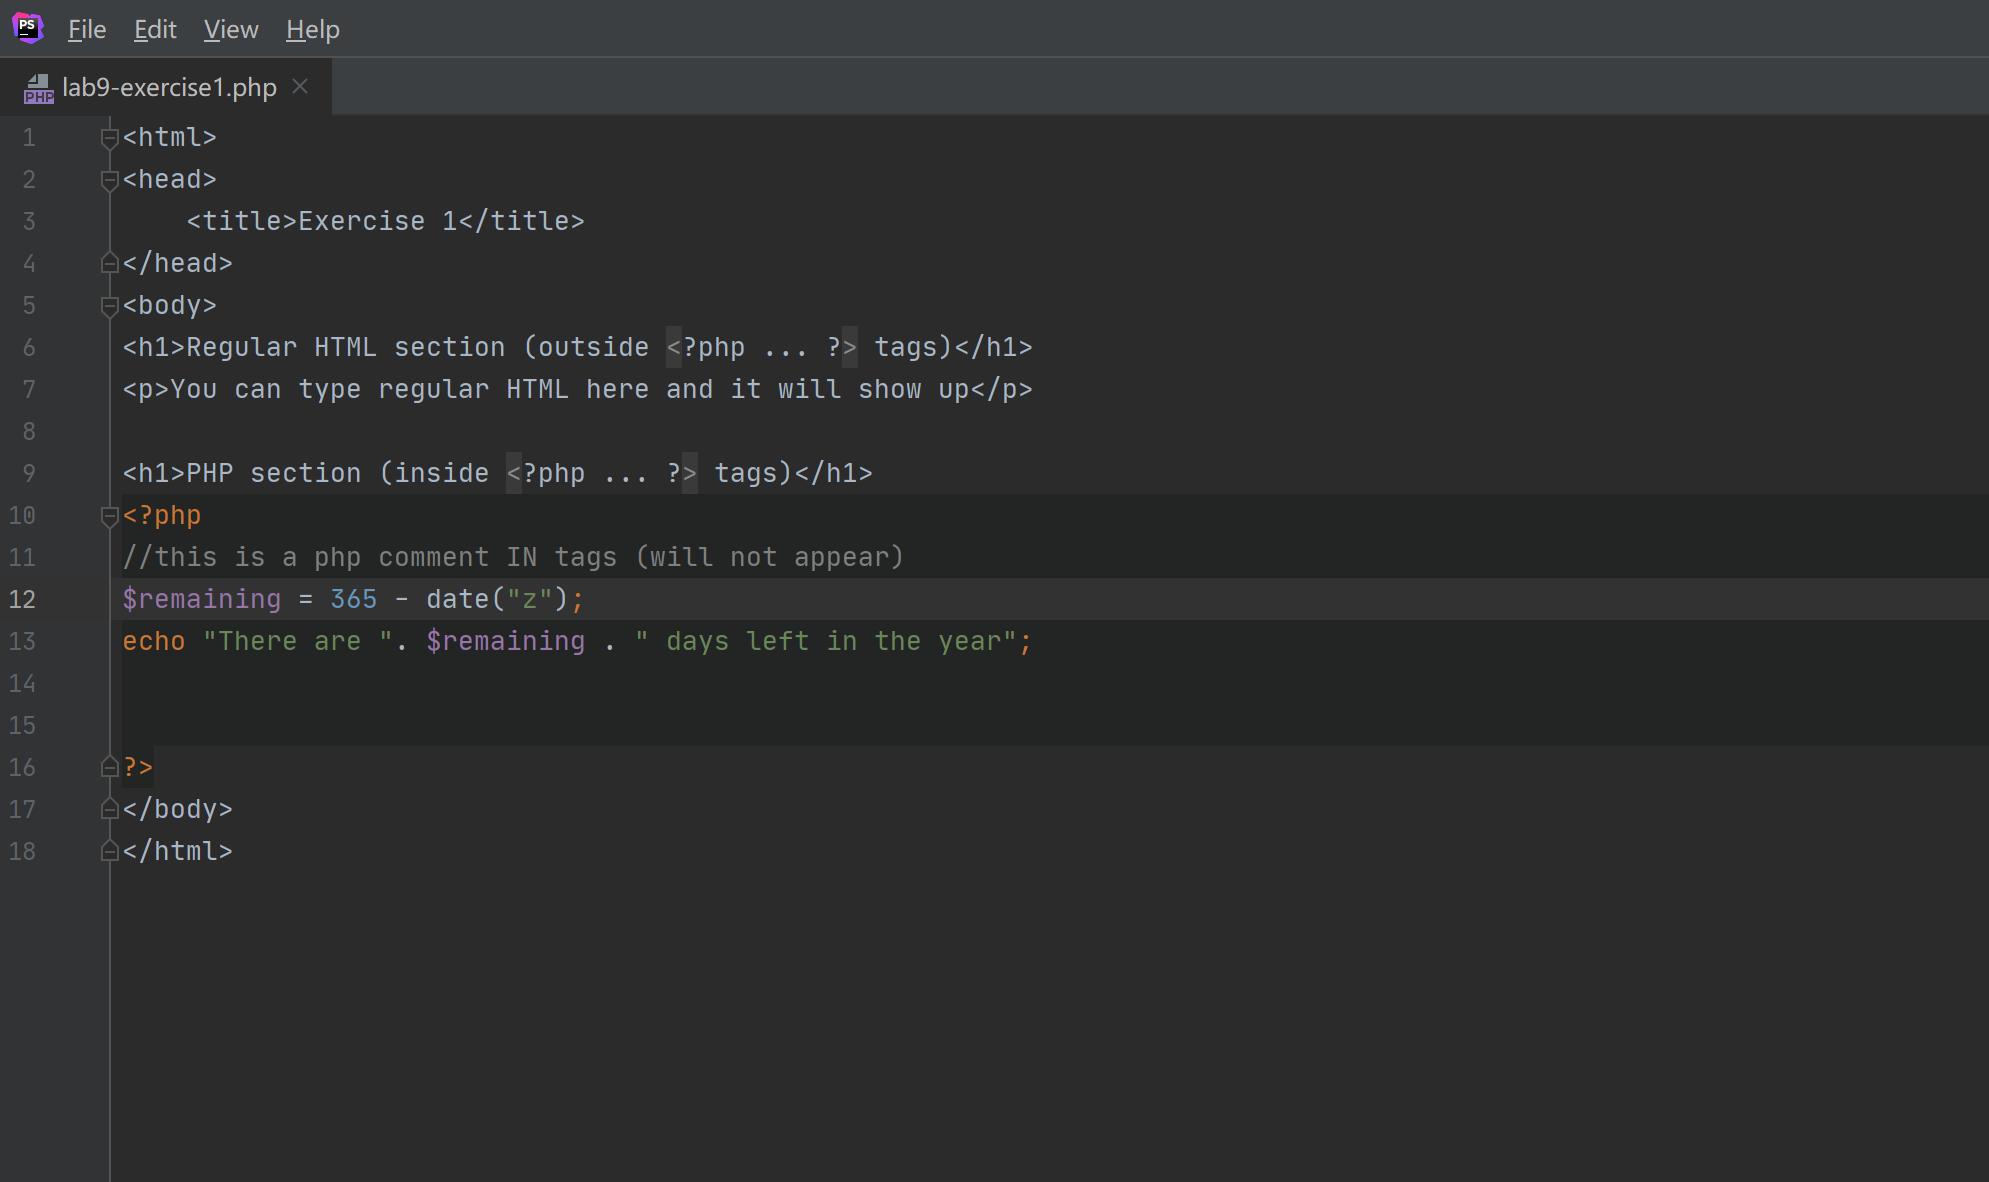 PS
File Edit View Help
PHP lab9-exercise1.php
1 <html>
2 <head>
3     <title>Exercise 1</title>
4 </head>
5 <body>
6 <h1>Regular HTML section (outside <?php ... ?> tags)</h1>
7 <p>You can type regular HTML here and it will show up</p>
8
9 <h1>PHP section (inside <?php ... ?> tags)</h1>
10 <?php
11 //this is a php comment IN tags (will not appear)
12 $remaining = 365 - date("z");
13 echo "There are ". $remaining . " days left in the year";
14
15
16 ?>
17 </body>
18 </html>